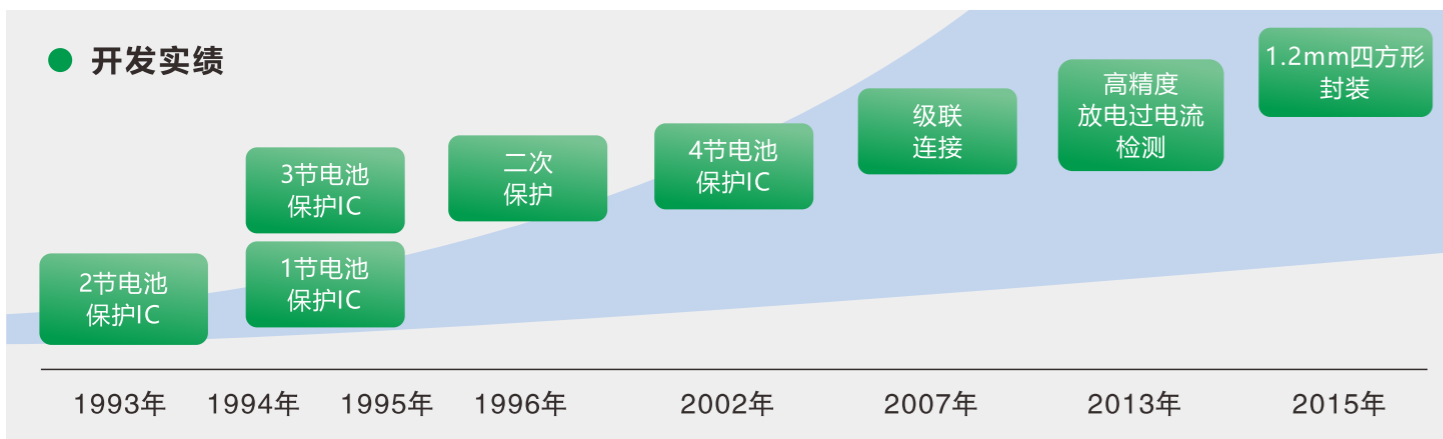 开发实绩
2节电池
保护IC
3节电池
保护IC
1节电池
保护IC
二次
保护
4节电池
保护IC
级联
连接
高精度
放电过电流
检测
1.2mm四方形
封装
1993年 1994年 1995年 1996年 2002年 2007年 2013年 2015年